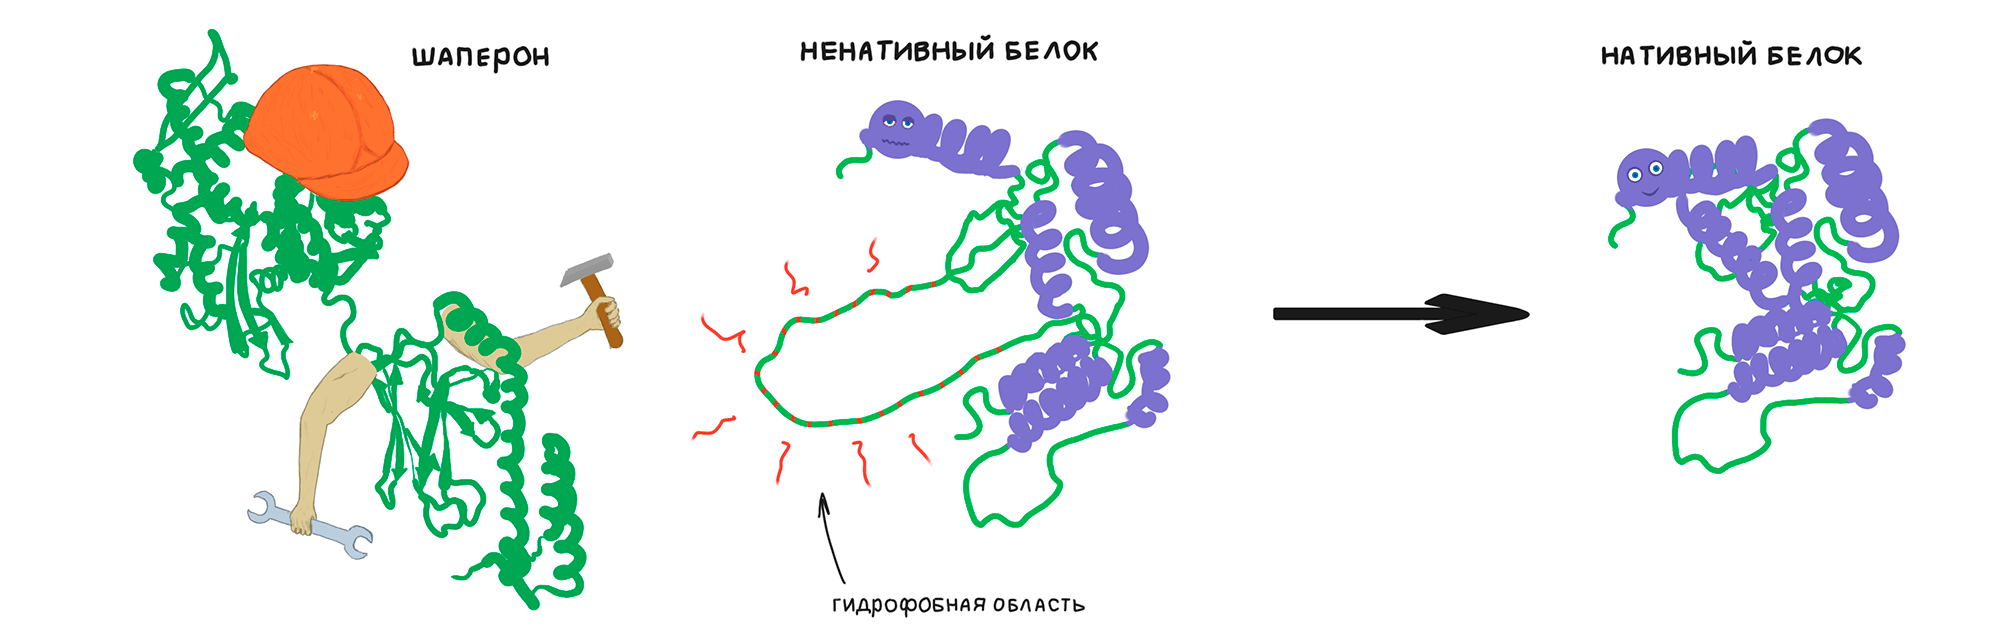 ШАПЕРОН
НЕНАТИВНЫЙ БЕЛОК
НАТИВНЫЙ БЕЛОК
ГИДРОФОБНАЯ ОБЛАСТЬ